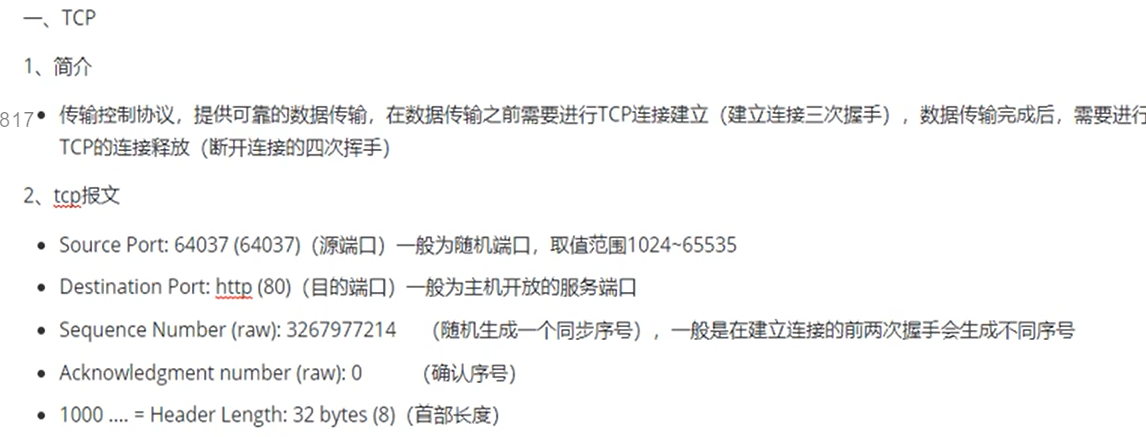 一、TCP
1、简介
817• 传输控制协议，提供可靠的数据传输，在数据传输之前需要进行TCP连接建立（建立连接三次握手），数据传输完成后，需要进行
TCP的连接释放（断开连接的四次挥手）
2、tcp报文
• Source Port: 64037 (64037)（源端口）一般为随机端口，取值范围1024~65535
• Destination Port: http (80)（目的端口）一般为主机开放的服务端口
• Sequence Number (raw): 3267977214 （随机生成一个同步序号），一般是在建立连接的前两次握手会生成不同序号
• Acknowledgment number (raw): 0 （确认序号）
• 1000 .... = Header Length: 32 bytes (8)（首部长度）